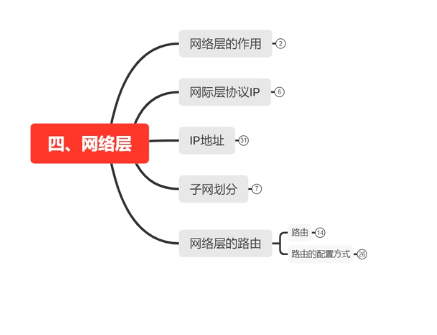 网络层的作用
2
网际层协议IP
6
四、网络层
IP地址
31
子网划分
7
网络层的路由
路由
14
路由的配置方式
26